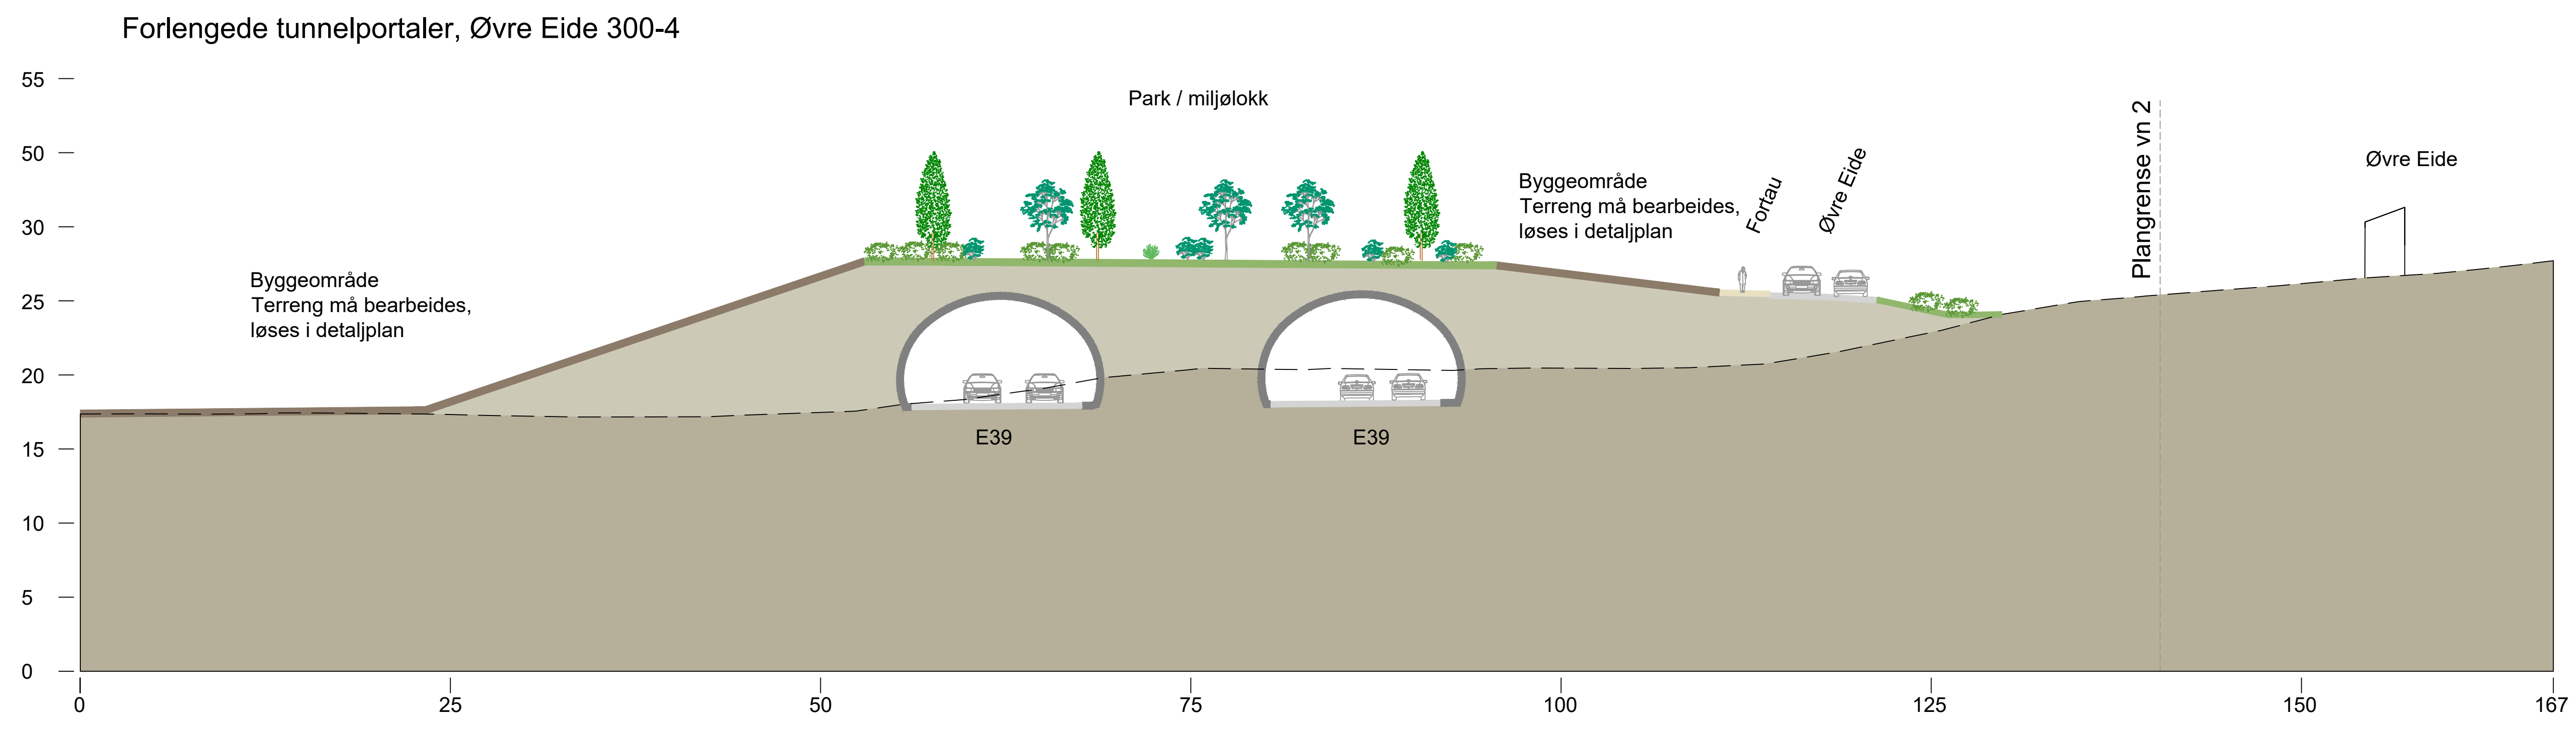 Forlengede tunnelportaler, Øvre Eide 300-4
55
50
30
25
20
15
10
5
0
Park / miljølokk
Byggeområde
Terreng må bearbeides,
løses i detaljplan
Byggeområde
Terreng må bearbeides,
løses i detaljplan
Fortau
Øvre Eide
Plangrense vn 2
Øvre Eide
E39
E39
0
25
50
75
100
125
150
167